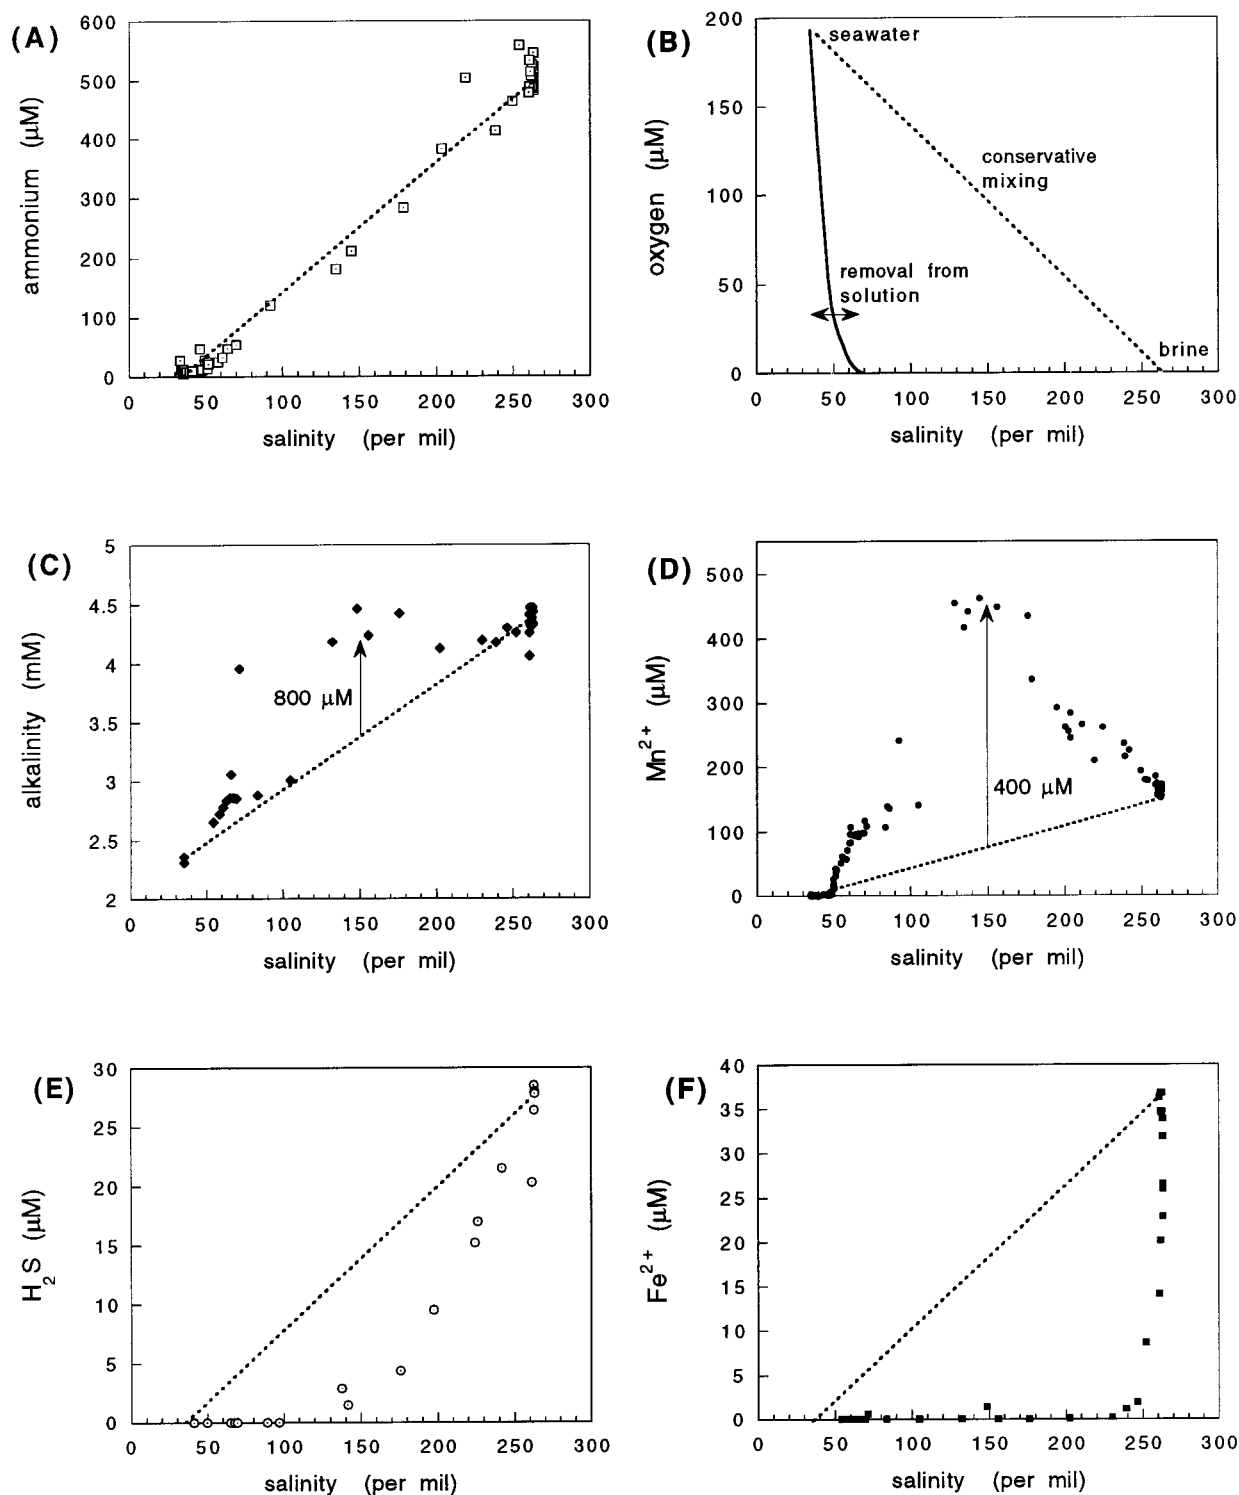 (A)
600
500
400
300
200
100
0
ammonium (μM)
0 50 100 150 200 250 300
salinity (per mil)
(B)
200
150
100
50
0
oxygen (μM)
seawater
conservative
mixing
removal from
solution
brine
0 50 100 150 200 250 300
salinity (per mil)
(C)
5
4.5
4
3.5
3
2.5
2
alkalinity (mM)
800 μM
0 50 100 150 200 250 300
salinity (per mil)
(D)
500
400
300
200
100
0
Mn²⁺ (μM)
400 μM
0 50 100 150 200 250 300
salinity (per mil)
(E)
30
25
20
15
10
5
0
H₂S (μM)
0 50 100 150 200 250 300
salinity (per mil)
(F)
40
35
30
25
20
15
10
5
0
Fe²⁺ (μM)
0 50 100 150 200 250 300
salinity (per mil)